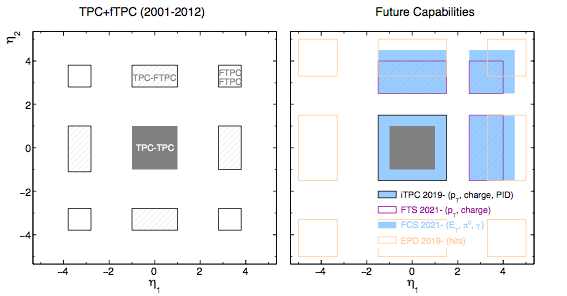 TPC+fTPC (2001-2012)
Future Capabilities
η2
4
2
0
−2
−4
TPC-FTPC
FTPC
FTPC
TPC-TPC
−4 −2 0 2 4
η1
iTPC 2019- (pT, charge, PID)
FTS 2021- (pT, charge)
FCS 2021- (ET, π0, γ)
EPD 2019- (hits)
−4 −2 0 2 4
η1